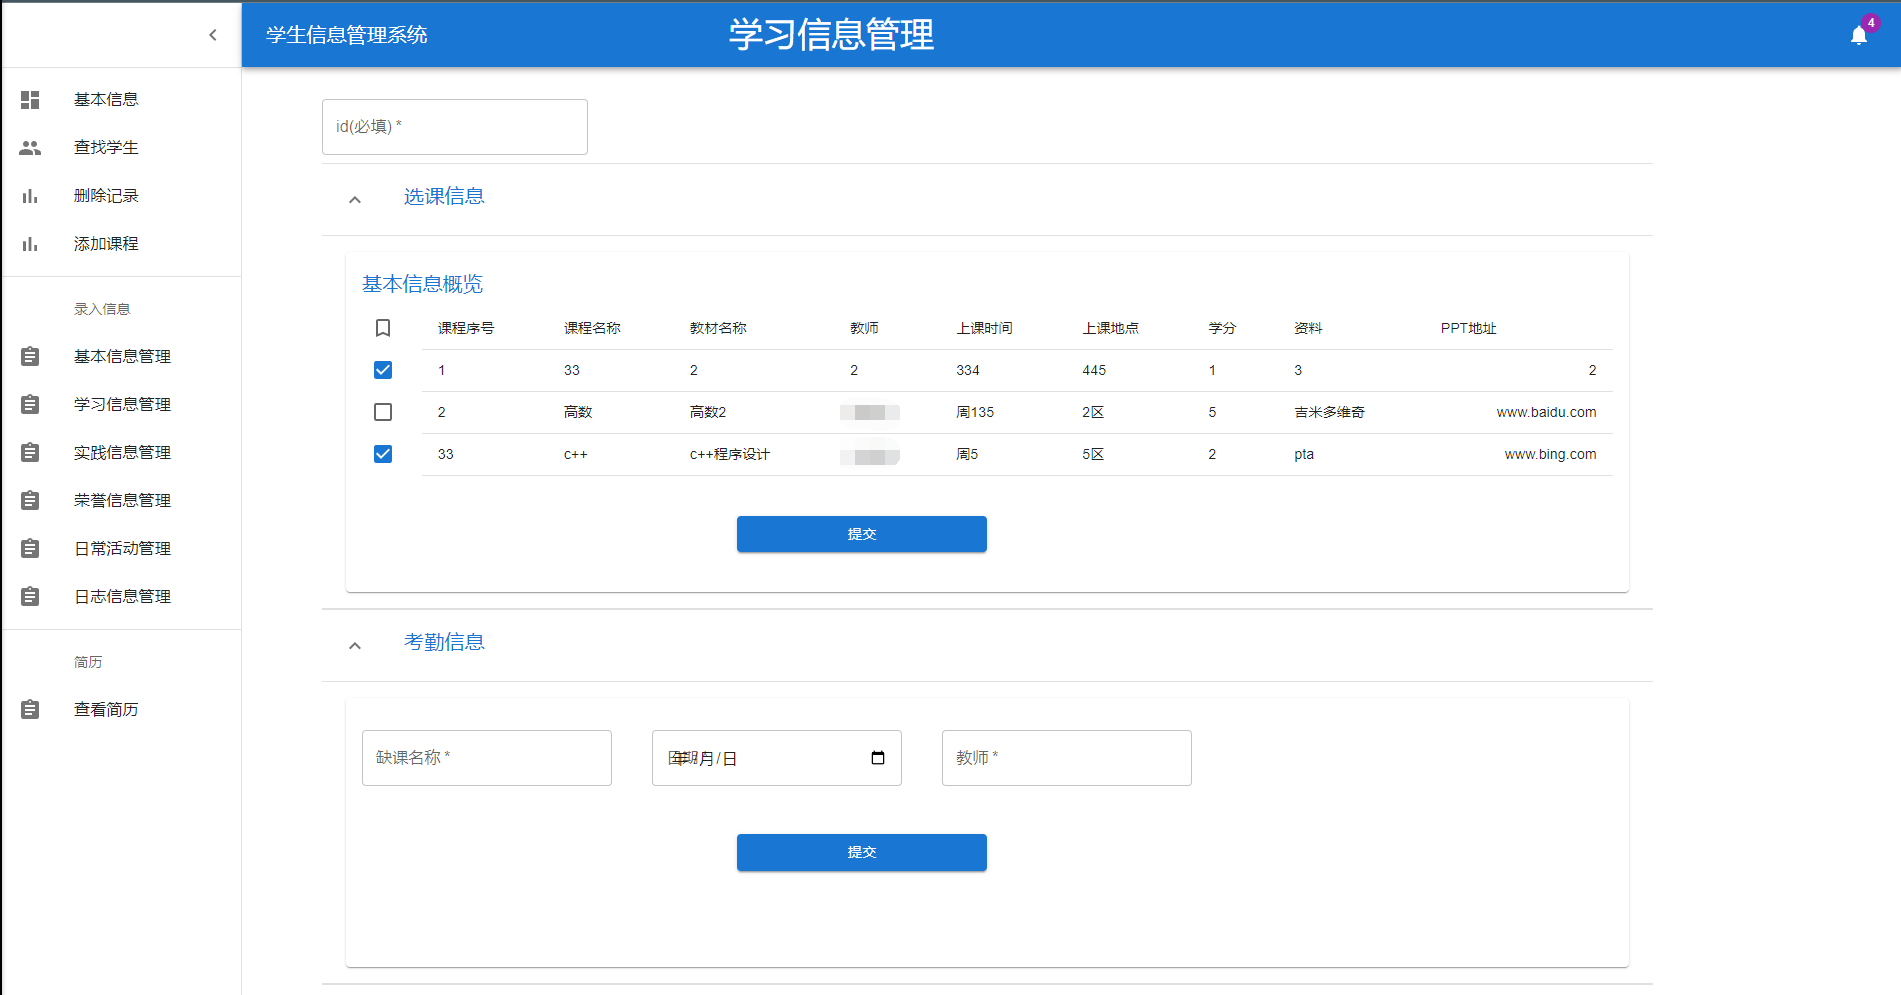 学生信息管理系统
学习信息管理
4
基本信息
查找学生
删除记录
添加课程
录入信息
基本信息管理
学习信息管理
实践信息管理
荣誉信息管理
日常活动管理
日志信息管理
简历
查看简历
id(必填) *
选课信息
基本信息概览
课程序号 课程名称 教材名称 教师 上课时间 上课地点 学分 资料 PPT地址
1 33 2 2 334 445 1 3 2
2 高数 高数2 周135 2区 5 吉米多维奇 www.baidu.com
33 c++ c++程序设计 周5 5区 2 pta www.bing.com
提交
考勤信息
缺课名称 * 年/月/日 教师 *
提交